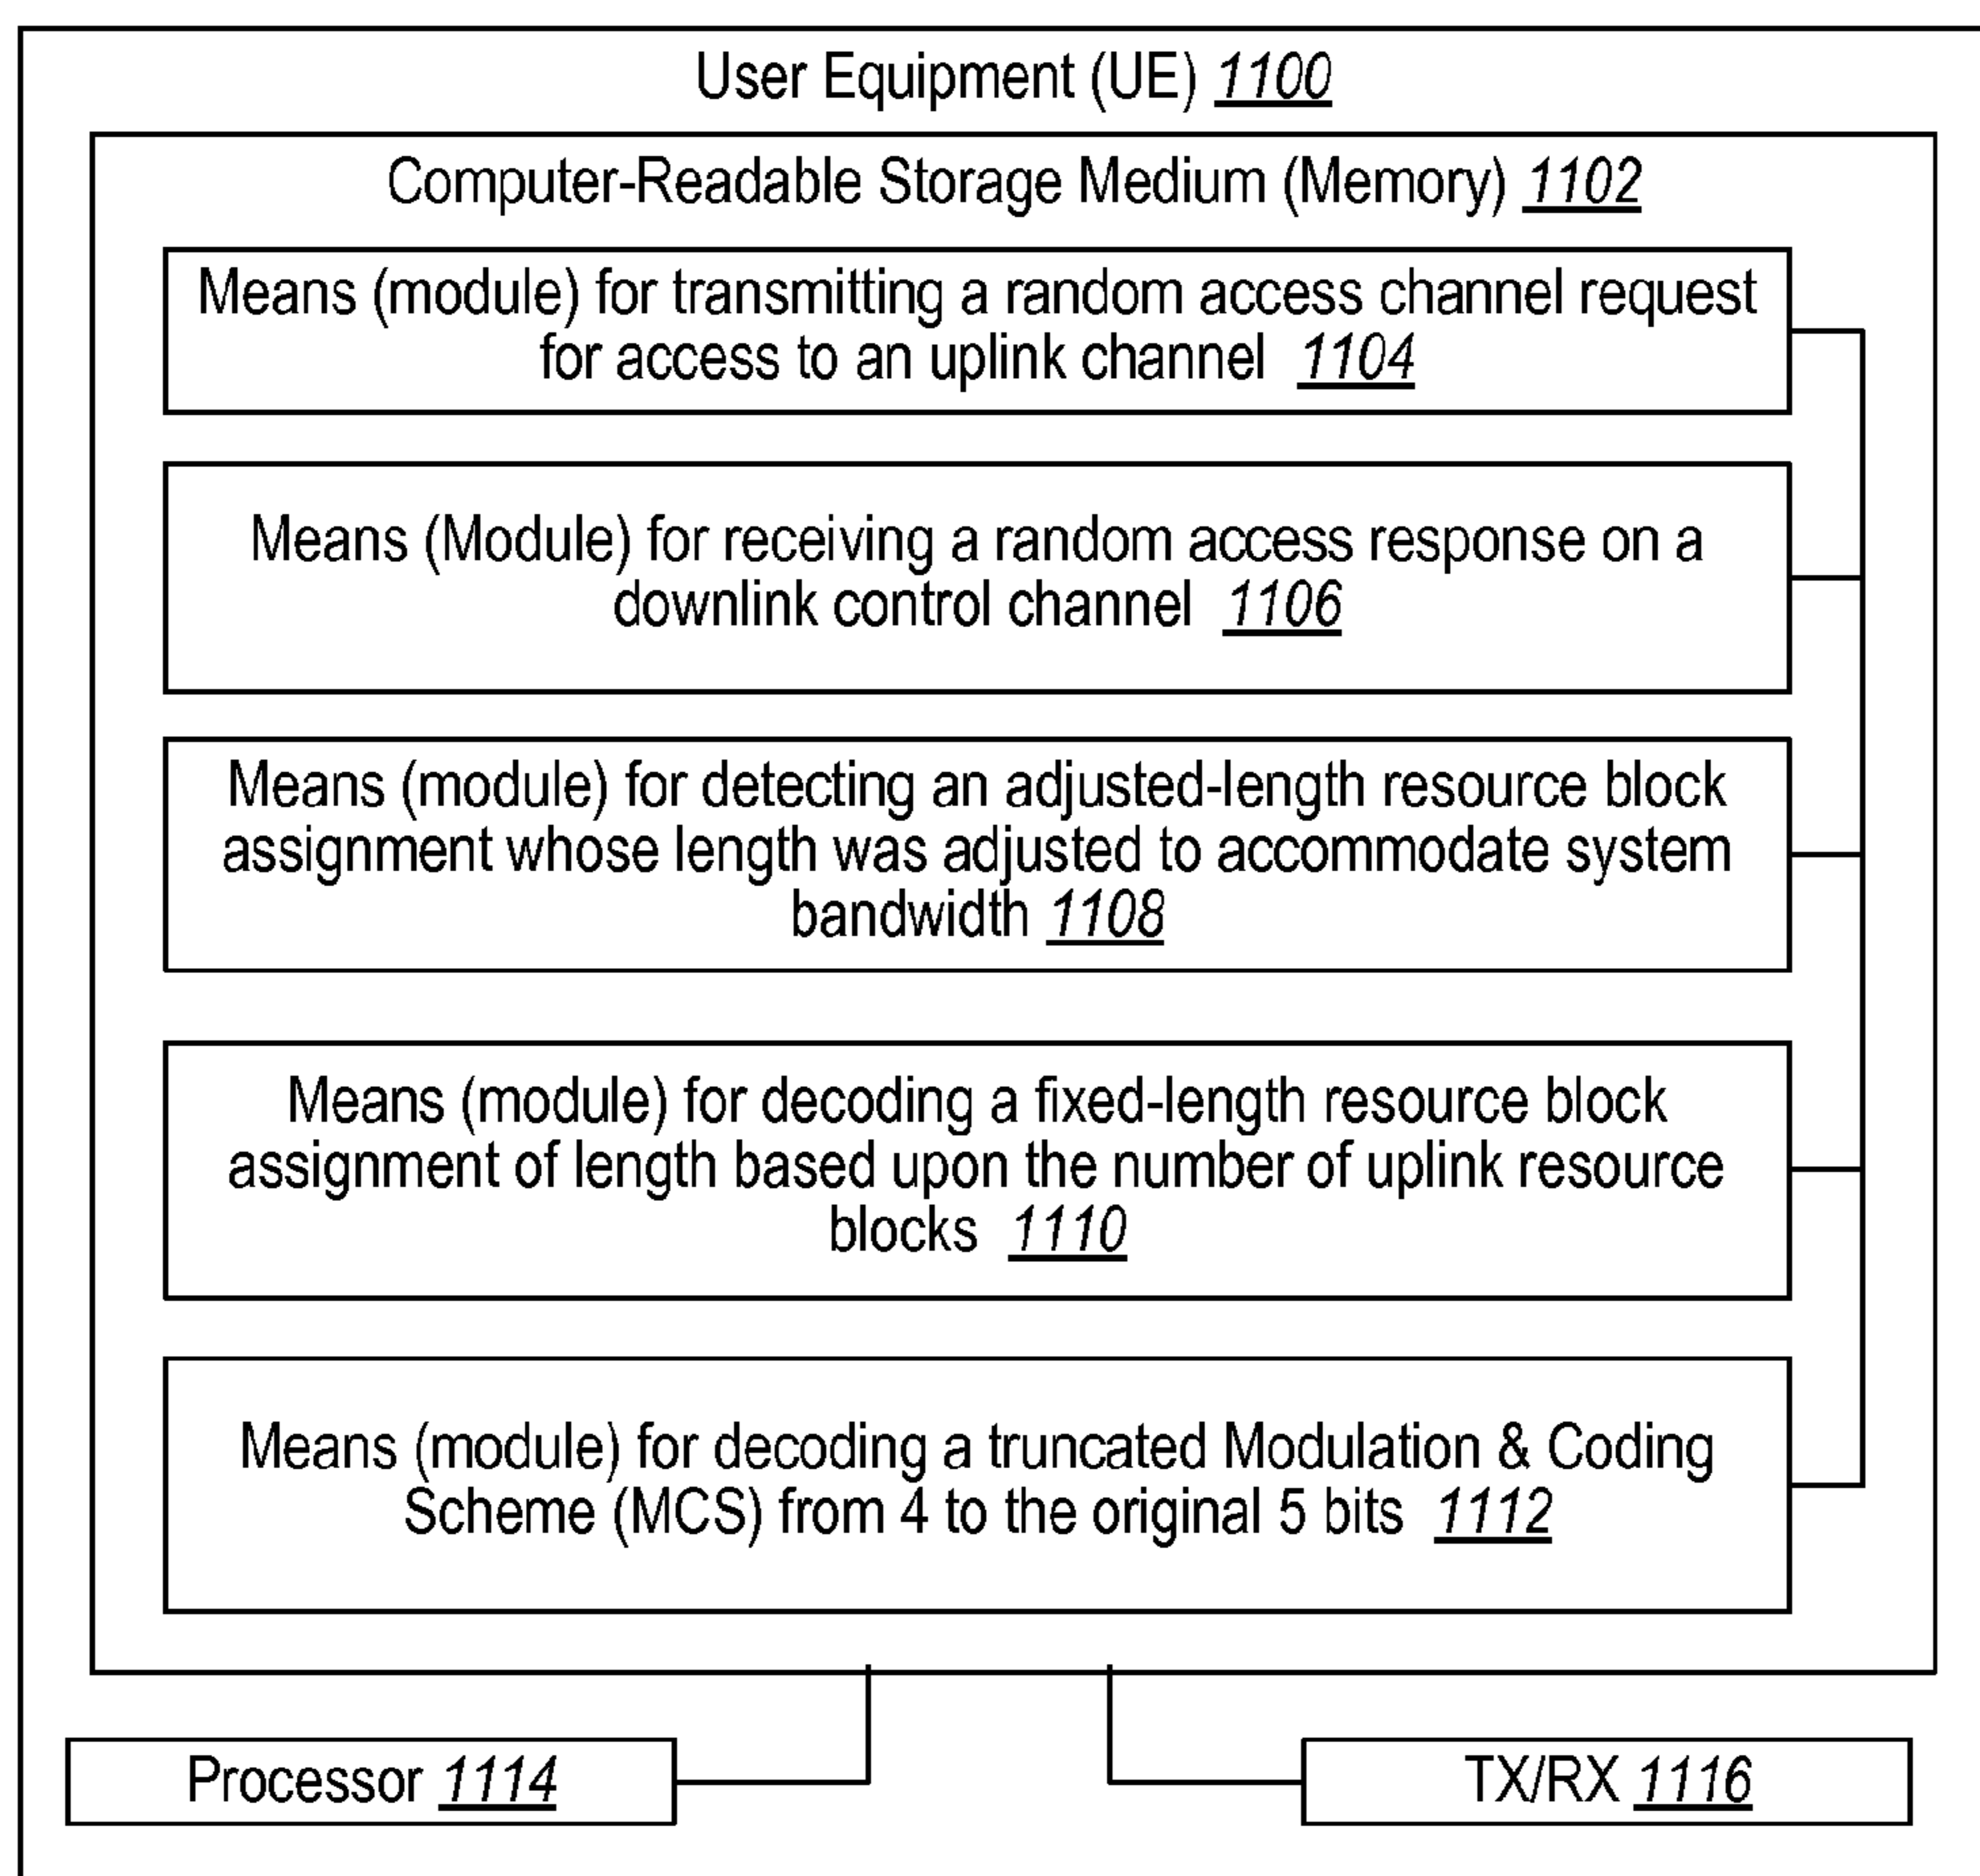 User Equipment (UE) 1100
Computer-Readable Storage Medium (Memory) 1102
Means (module) for transmitting a random access channel request
for access to an uplink channel 1104
Means (Module) for receiving a random access response on a
downlink control channel 1106
Means (module) for detecting an adjusted-length resource block
assignment whose length was adjusted to accommodate system
bandwidth 1108
Means (module) for decoding a fixed-length resource block
assignment of length based upon the number of uplink resource
blocks 1110
Means (module) for decoding a truncated Modulation & Coding
Scheme (MCS) from 4 to the original 5 bits 1112
Processor 1114
TX/RX 1116